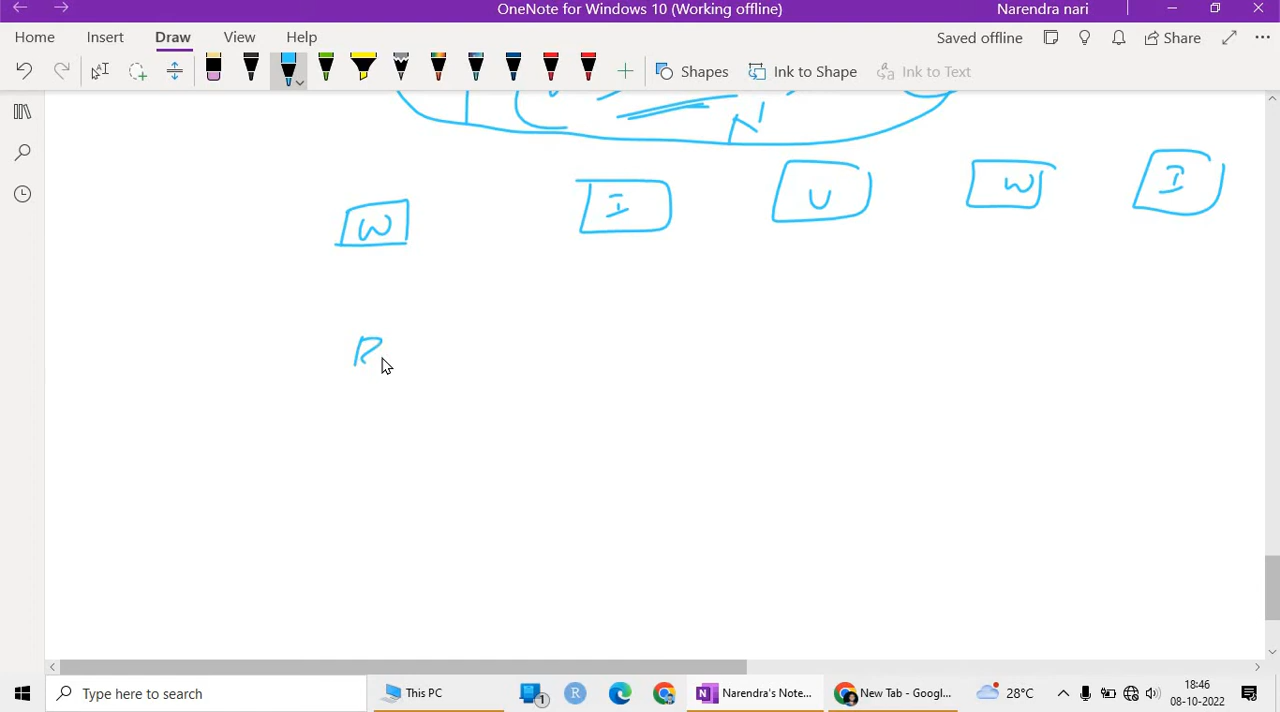 OneNote for Windows 10 (Working offline)
Narendra nari
Home Insert Draw View Help
Saved offline
Share
Shapes
Ink to Shape
Ink to Text
N'
W I U W I
R
Type here to search
This PC
1
R
N
Narendra's Note...
New Tab - Googl...
28°C
18:46
08-10-2022